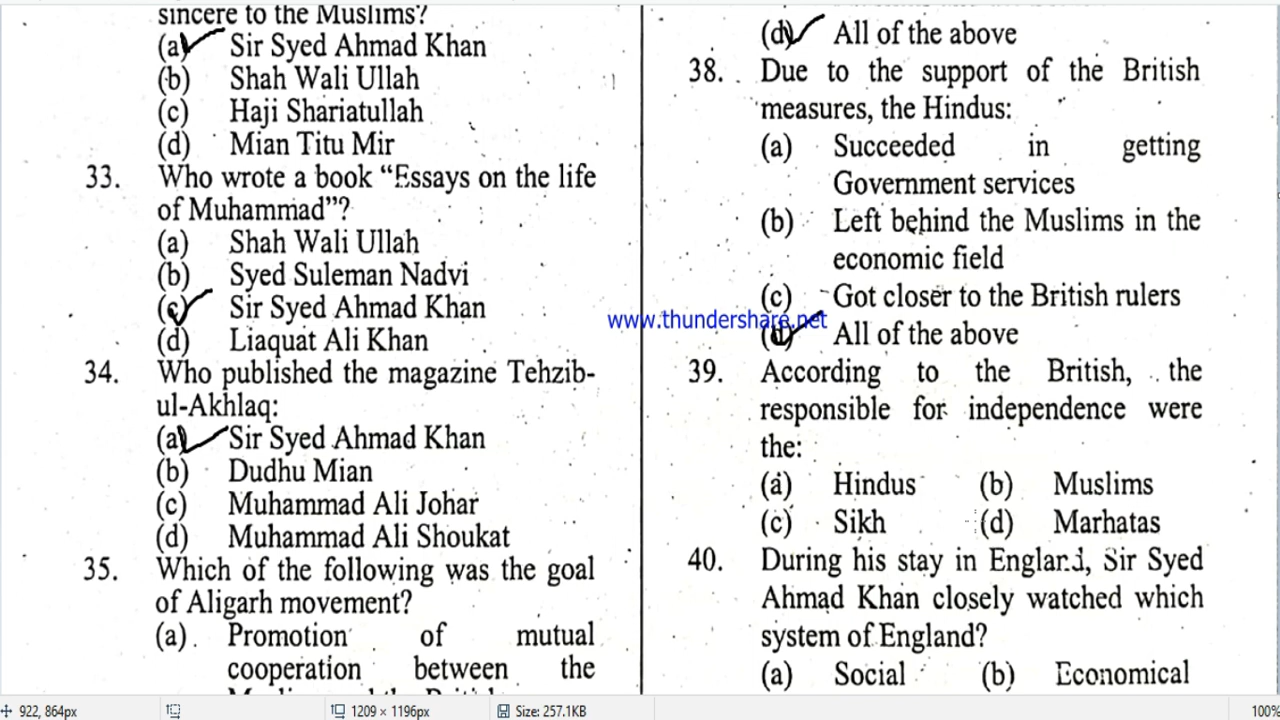 sincere to the Muslims?
(a) Sir Syed Ahmad Khan
(b) Shah Wali Ullah
(c) Haji Shariatullah
(d) Mian Titu Mir
33. Who wrote a book “Essays on the life
of Muhammad”?
(a) Shah Wali Ullah
(b) Syed Suleman Nadvi
(c) Sir Syed Ahmad Khan
(d) Liaquat Ali Khan
34. Who published the magazine Tehzib-
ul-Akhlaq:
(a) Sir Syed Ahmad Khan
(b) Dudhu Mian
(c) Muhammad Ali Johar
(d) Muhammad Ali Shoukat
35. Which of the following was the goal
of Aligarh movement?
(a). Promotion of mutual
cooperation between the
(d) All of the above
38. Due to the support of the British
measures, the Hindus:
(a) Succeeded in getting
Government services
(b) Left behind the Muslims in the
economic field
(c) Got closer to the British rulers
www.thundershare.net
(d) All of the above
39. According to the British, the
responsible for independence were
the:
(a) Hindus (b) Muslims
(c) Sikh (d) Marhatas
40. During his stay in England, Sir Syed
Ahmad Khan closely watched which
system of England?
(a) Social (b) Economical
922, 864px
1209 × 1196px
Size: 257.1KB
100%